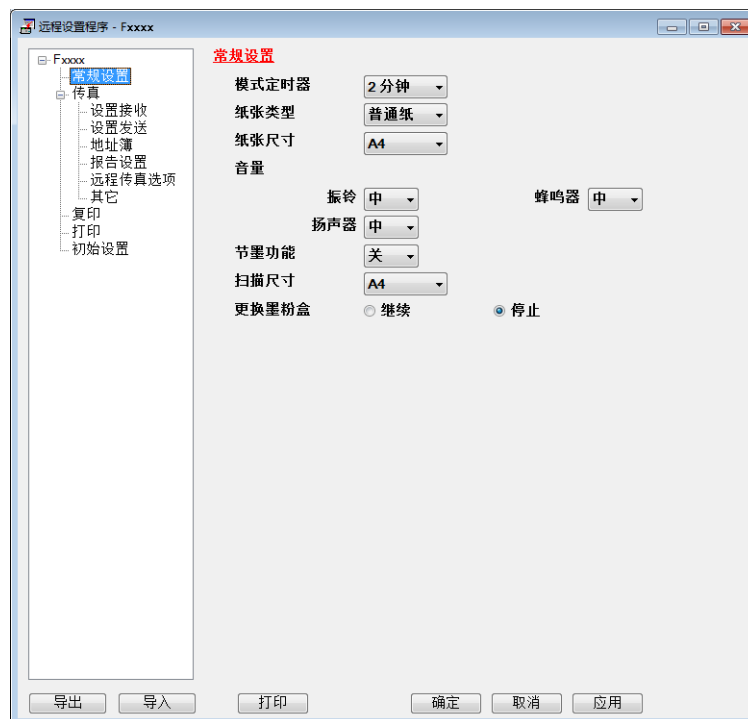 远程设置程序 - Fxxxx
Fxxxx
常规设置
传真
设置接收
设置发送
地址簿
报告设置
远程传真选项
其它
复印
打印
初始设置
常规设置
模式定时器 2 分钟
纸张类型 普通纸
纸张尺寸 A4
音量
振铃 中 蜂鸣器 中
扬声器 中
节墨功能 关
扫描尺寸 A4
更换墨粉盒 继续 停止
导出 导入 打印 确定 取消 应用